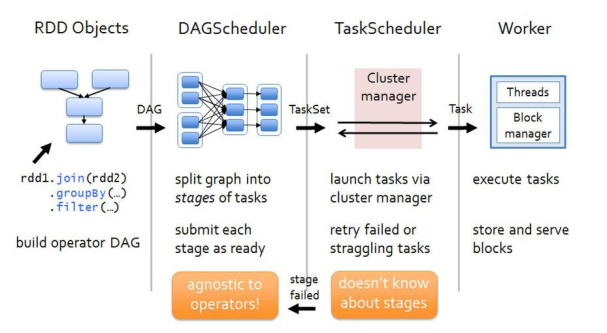 RDD Objects
DAGScheduler
TaskScheduler
Worker
DAG
TaskSet
Cluster
manager
Task
Threads
Block
manager
rdd1.join(rdd2)
.groupBy(…)
.filter(…)
build operator DAG
split graph into
stages of tasks
submit each
stage as ready
launch tasks via
cluster manager
retry failed or
straggling tasks
execute tasks
store and serve
blocks
agnostic to
operators!
stage
failed
doesn't know
about stages